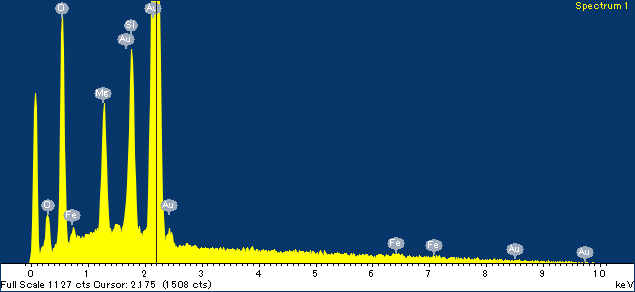 Spectrum 1
O Si Au Au
Mg
Au
Fe
Fe Fe Au Au
0 1 2 3 4 5 6 7 8 9 10
Full Scale 1127 cts Cursor: 2.175 (1508 cts) keV